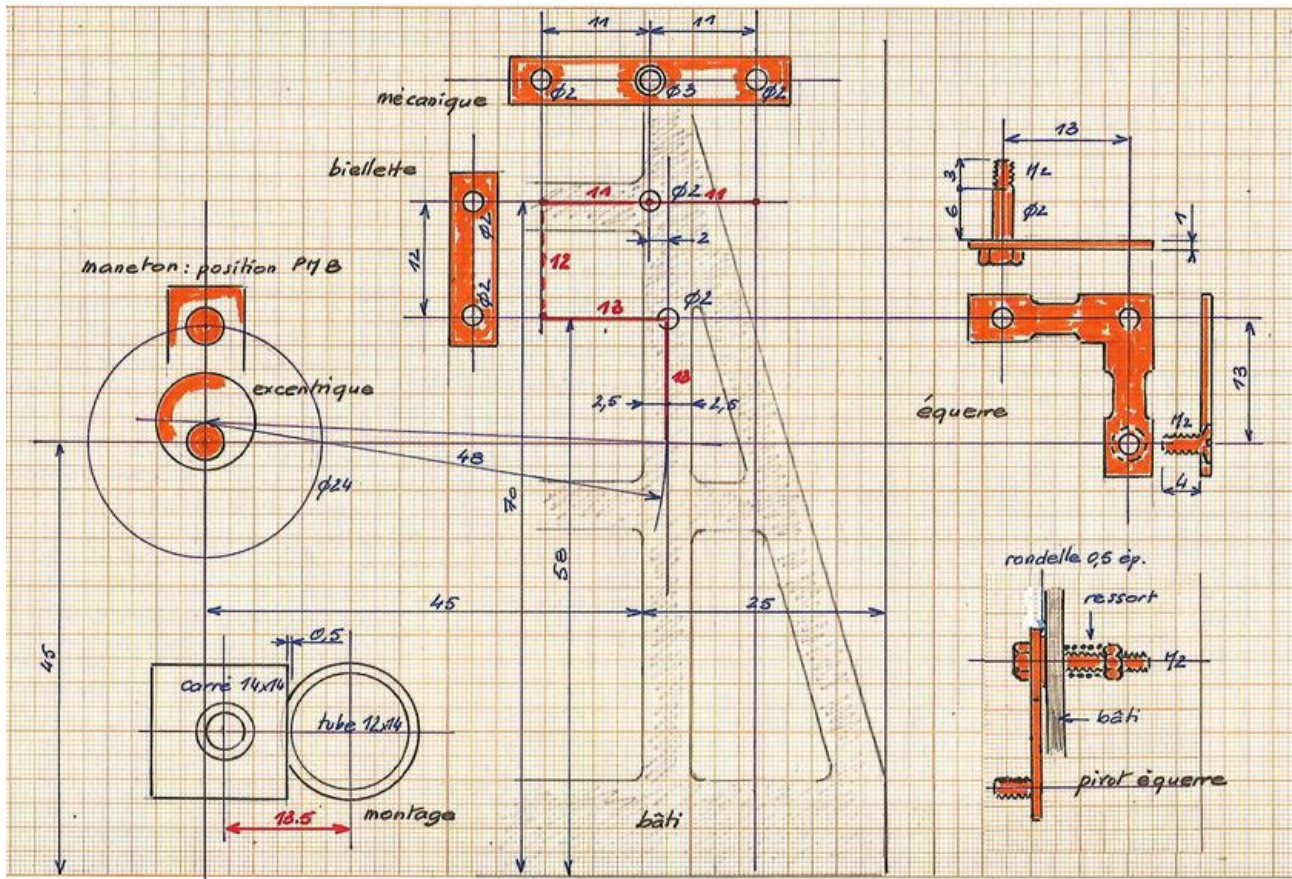 11 11
Φ2 Φ3 Φ2
mécanique
biellette
Φ2
Φ2
12
11 Φ2 11
2
12
13
Φ2
13
2,5 2,5
maneton: position PMB
excentrique
Φ24
48
70
58
45 25
45
0,5
carré 14x14
tube 12x14
13.5
montage
bâti
13
3
6
M2
Φ2
1
équerre
13
M2
4
rondelle 0,5 ép.
ressort
M2
bâti
pivot équerre